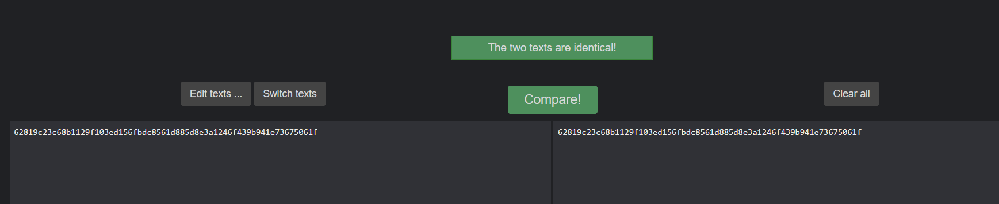 The two texts are identical!
Edit texts ...
Switch texts
Compare!
Clear all
62819c23c68b1129f103ed156fbdc8561d885d8e3a1246f439b941e73675061f
62819c23c68b1129f103ed156fbdc8561d885d8e3a1246f439b941e73675061f